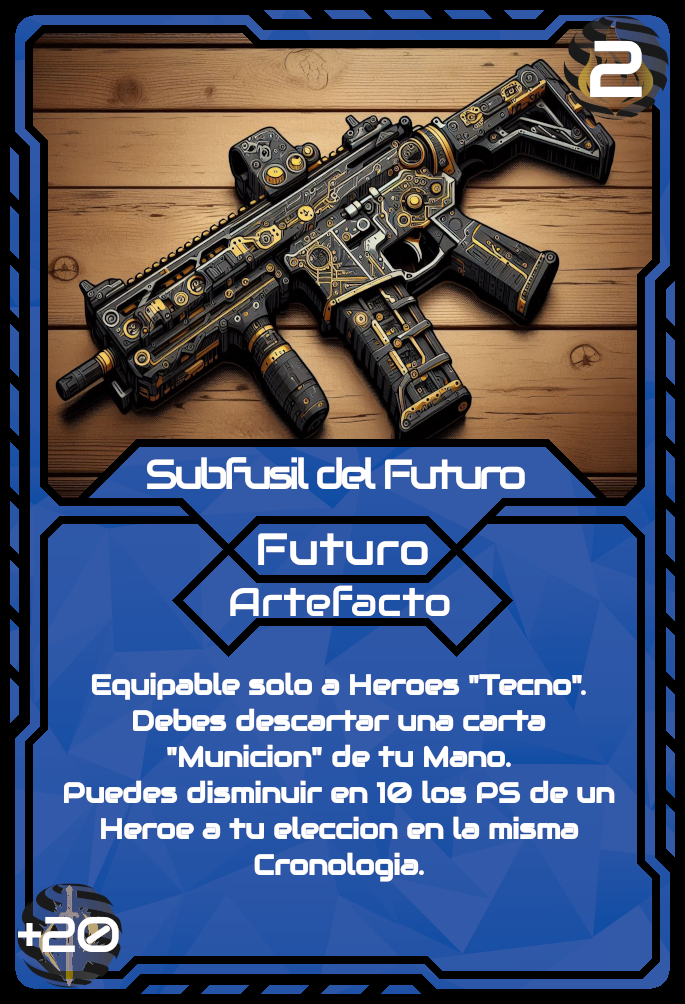 2
Subfusil del Futuro
Futuro
Artefacto
Equipable solo a Heroes "Tecno".
Debes descartar una carta
"Municion" de tu Mano.
Puedes disminuir en 10 los PS de un
Heroe a tu eleccion en la misma
Cronologia.
+20